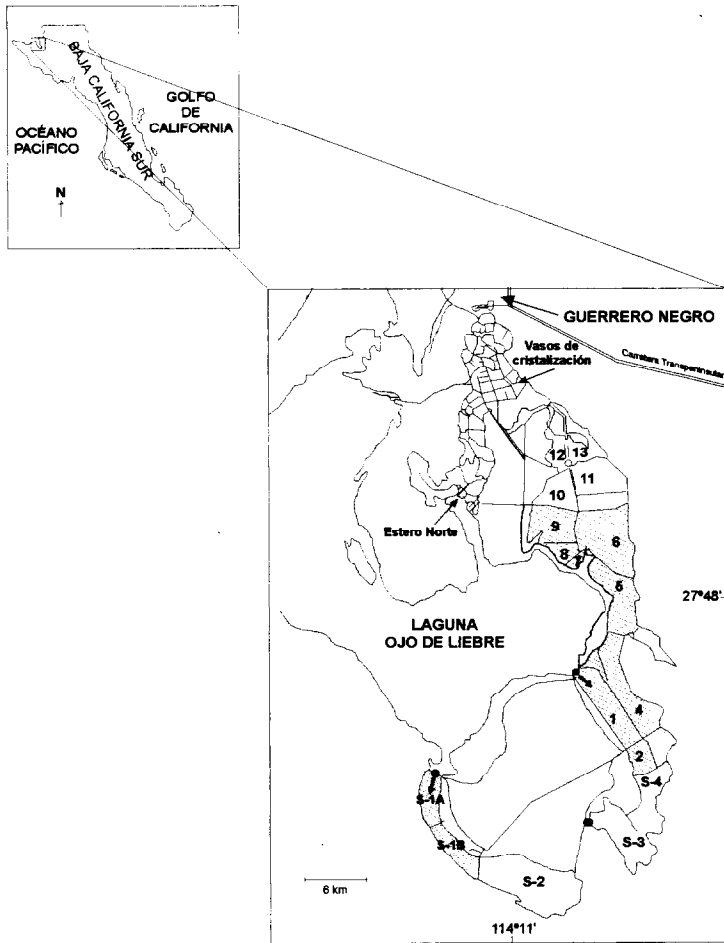 GOLFO
DE
CALIFORNIA
BAJA CALIFORNIA SUR
OCÉANO
PACÍFICO
N
GUERRERO NEGRO
Vasos de
cristalización
Carretera Transpeninsular
12
13
11
10
9
Estero Norte
6
8
7
5
27°48'
LAGUNA
OJO DE LIEBRE
1
4
2
S-4
S-1A
S-1B
S-3
S-2
6 km
114°11'